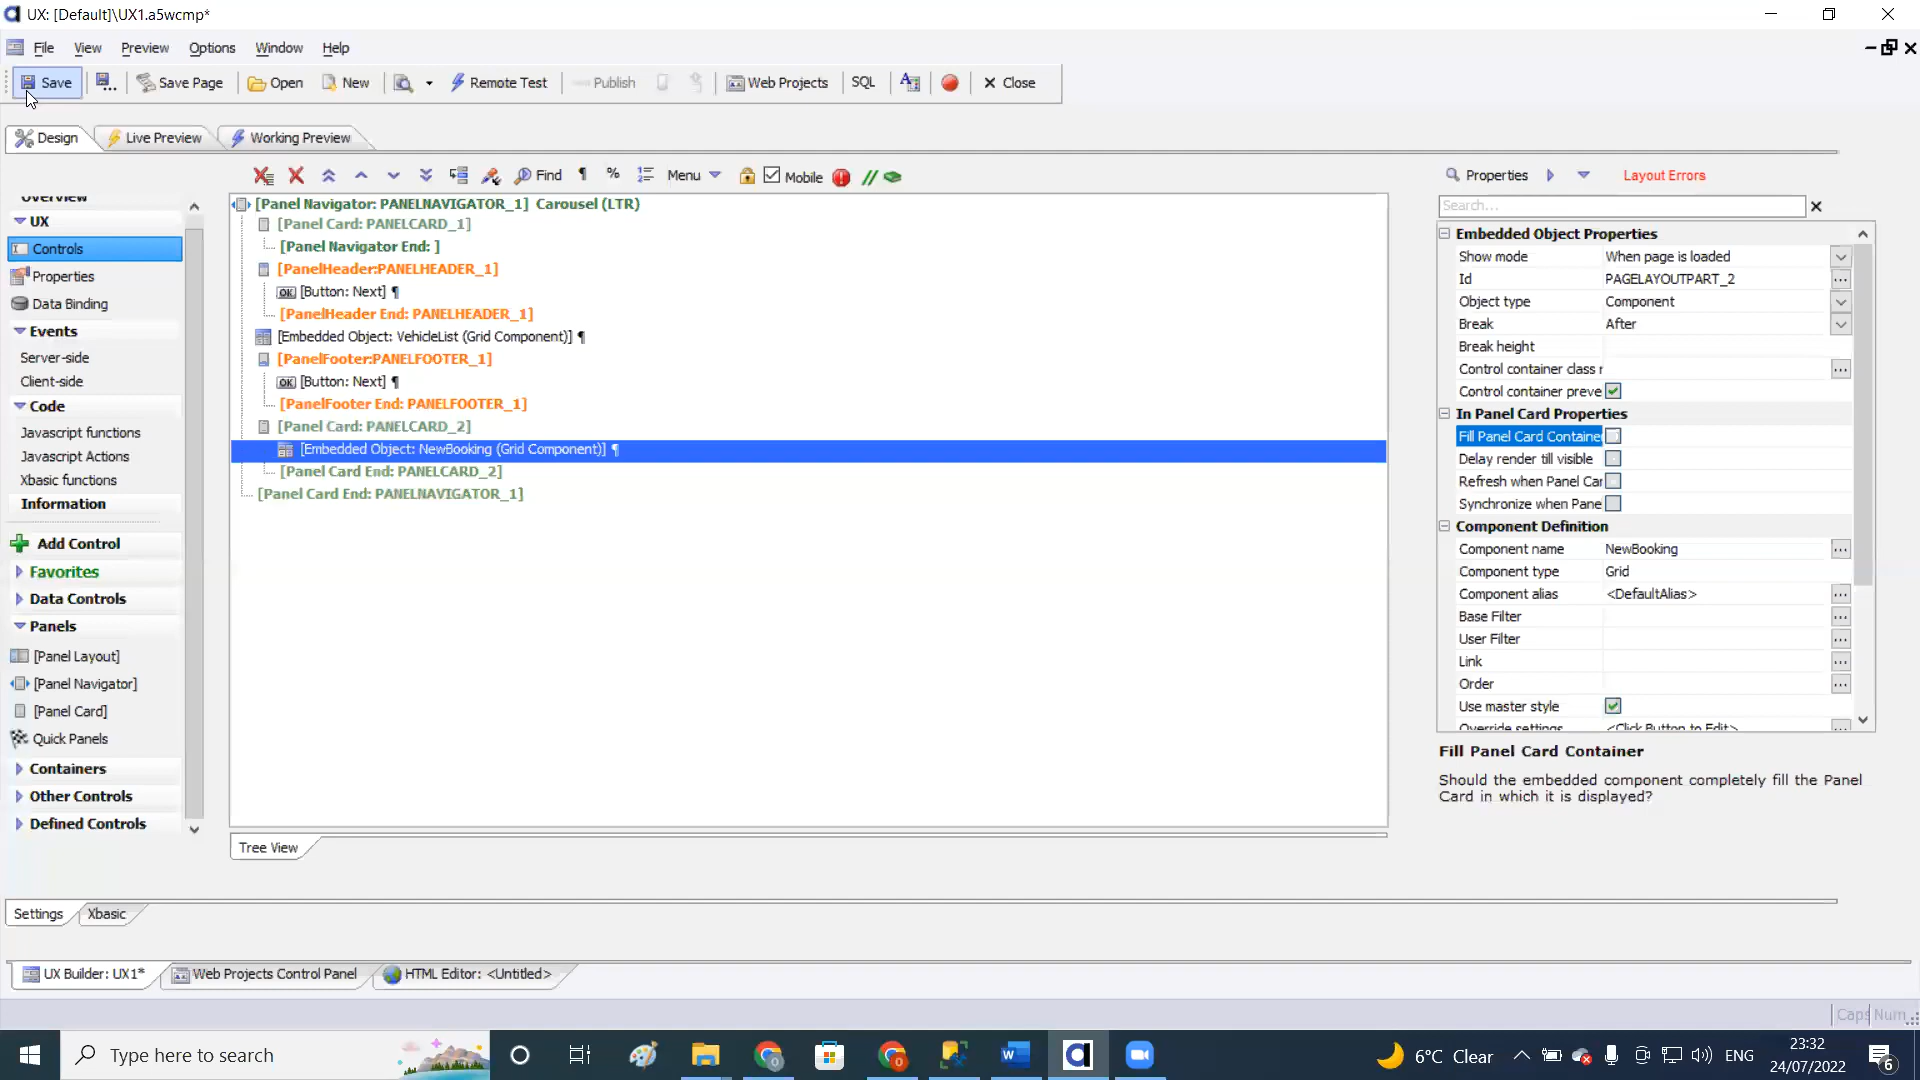 UX: [Default]\UX1.a5wcmp*
File View Preview Options Window Help
Save Save Page Open New Remote Test Publish Web Projects SQL Close
Design Live Preview Working Preview
Find ¶ % Menu Mobile
Properties Layout Errors
Search...
Overview
UX
Controls
Properties
Data Binding
Events
Server-side
Client-side
Code
Javascript functions
Javascript Actions
Xbasic functions
Information
Add Control
Favorites
Data Controls
Panels
[Panel Layout]
[Panel Navigator]
[Panel Card]
Quick Panels
Containers
Other Controls
Defined Controls
[Panel Navigator: PANELNAVIGATOR_1] Carousel (LTR)
[Panel Card: PANELCARD_1]
[Panel Navigator End: ]
[PanelHeader:PANELHEADER_1]
OK [Button: Next] ¶
[PanelHeader End: PANELHEADER_1]
[Embedded Object: VehicleList (Grid Component)] ¶
[PanelFooter:PANELFOOTER_1]
OK [Button: Next] ¶
[PanelFooter End: PANELFOOTER_1]
[Panel Card: PANELCARD_2]
[Embedded Object: NewBooking (Grid Component)] ¶
[Panel Card End: PANELCARD_2]
[Panel Card End: PANELNAVIGATOR_1]
Embedded Object Properties
Show mode When page is loaded
Id PAGELAYOUTPART_2
Object type Component
Break After
Break height
Control container class r
Control container preve
In Panel Card Properties
Fill Panel Card Containe
Delay render till visible
Refresh when Panel Car
Synchronize when Pane
Component Definition
Component name NewBooking
Component type Grid
Component alias <DefaultAlias>
Base Filter
User Filter
Link
Order
Use master style
Override settings <Click Button to Edit>
Fill Panel Card Container
Should the embedded component completely fill the Panel
Card in which it is displayed?
Tree View
Settings Xbasic
UX Builder: UX1* Web Projects Control Panel HTML Editor: <Untitled>
Caps Num
Type here to search
6°C Clear
ENG
23:32
24/07/2022
6